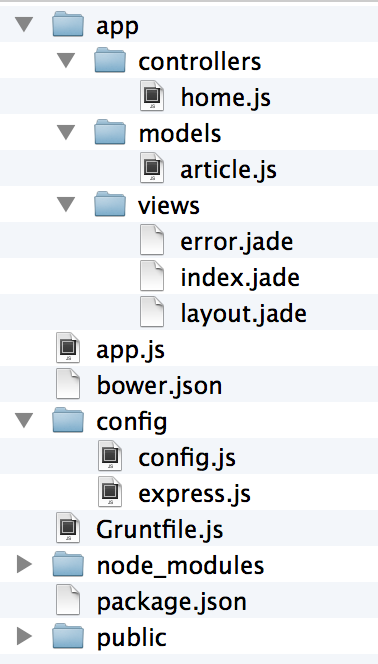 app
controllers
home.js
models
article.js
views
error.jade
index.jade
layout.jade
app.js
bower.json
config
config.js
express.js
Gruntfile.js
node_modules
package.json
public